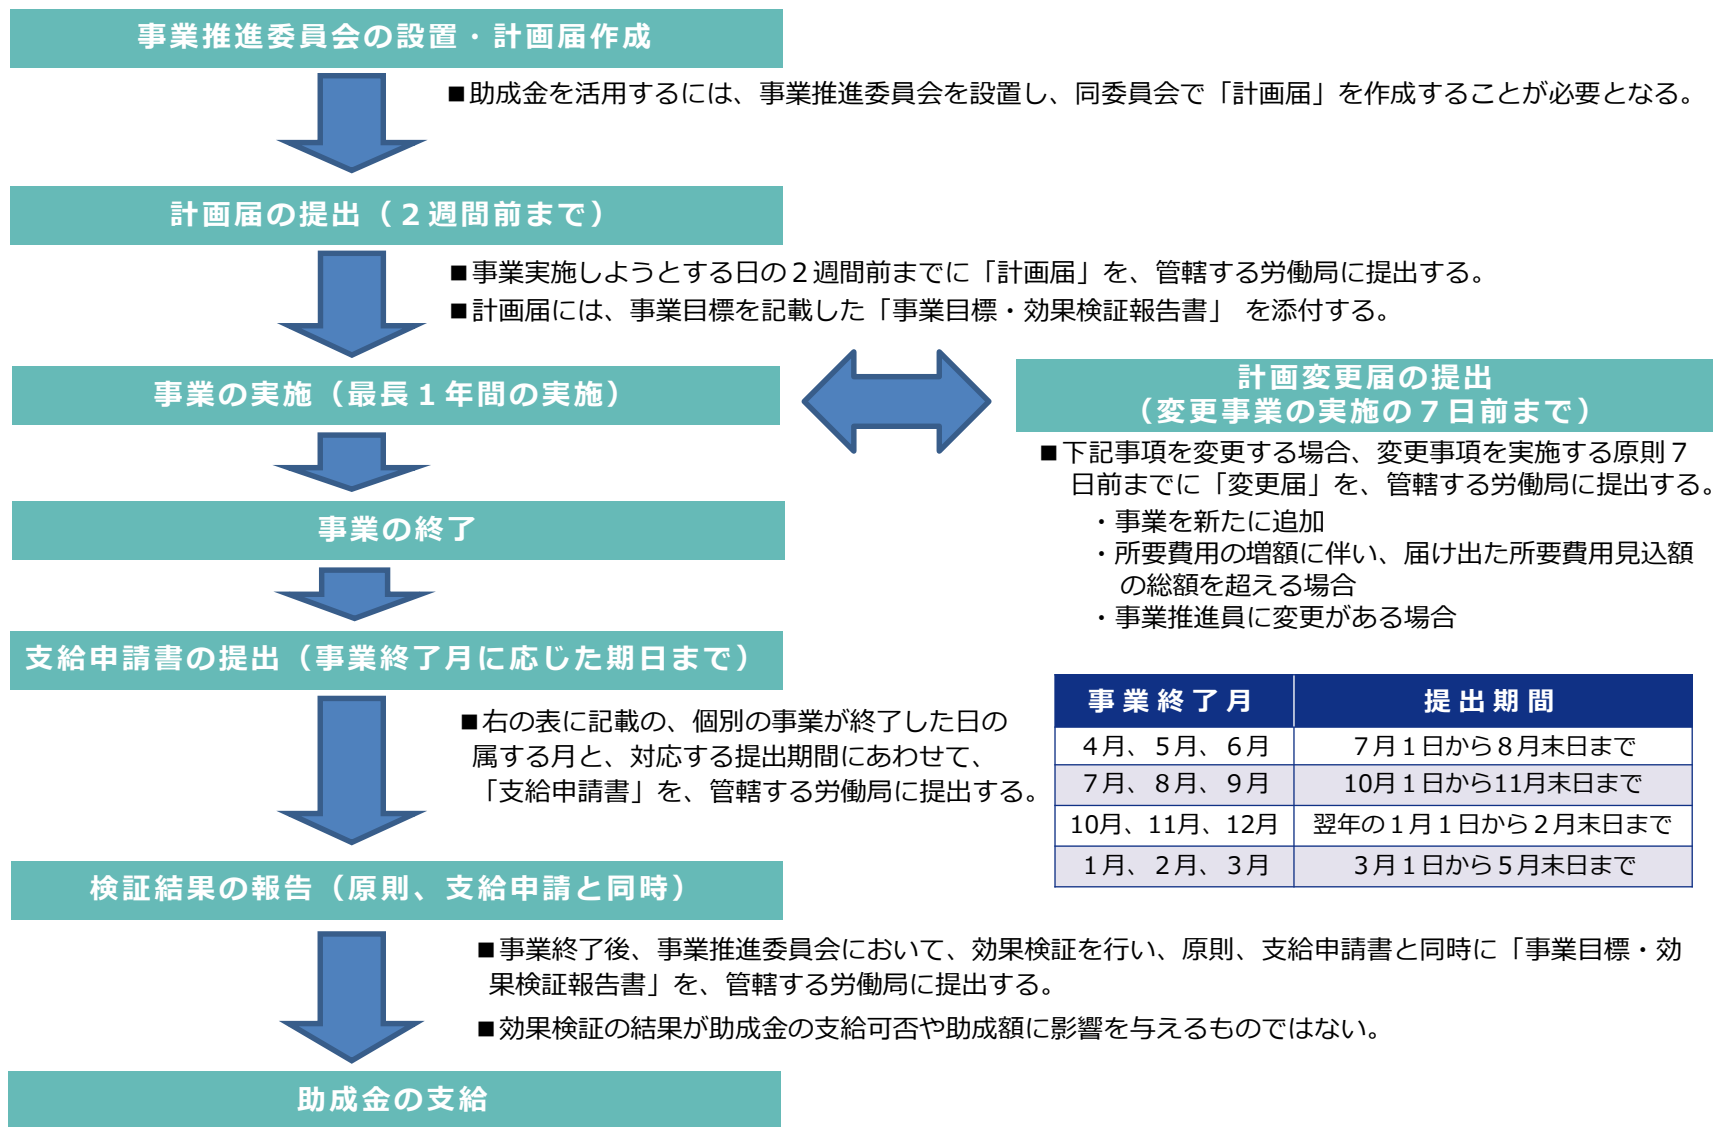 事業推進委員会の設置・計画届作成
■助成金を活用するには、事業推進委員会を設置し、同委員会で「計画届」を作成することが必要となる。
計画届の提出（２週間前まで）
■事業実施しようとする日の２週間前までに「計画届」を、管轄する労働局に提出する。
■計画届には、事業目標を記載した「事業目標・効果検証報告書」 を添付する。
事業の実施（最長１年間の実施）
計画変更届の提出
（変更事業の実施の７日前まで）
■下記事項を変更する場合、変更事項を実施する原則７
日前までに「変更届」を、管轄する労働局に提出する。
・事業を新たに追加
・所要費用の増額に伴い、届け出た所要費用見込額
の総額を超える場合
・事業推進員に変更がある場合
事業の終了
支給申請書の提出（事業終了月に応じた期日まで）
■右の表に記載の、個別の事業が終了した日の
属する月と、対応する提出期間にあわせて、
「支給申請書」を、管轄する労働局に提出する。
事業終了月 提出期間
４月、５月、６月 ７月１日から８月末日まで
７月、８月、９月 10月１日から11月末日まで
10月、11月、12月 翌年の１月１日から２月末日まで
１月、２月、３月 ３月１日から５月末日まで
検証結果の報告（原則、支給申請と同時）
■事業終了後、事業推進委員会において、効果検証を行い、原則、支給申請書と同時に「事業目標・効
果検証報告書」を、管轄する労働局に提出する。
■効果検証の結果が助成金の支給可否や助成額に影響を与えるものではない。
助成金の支給